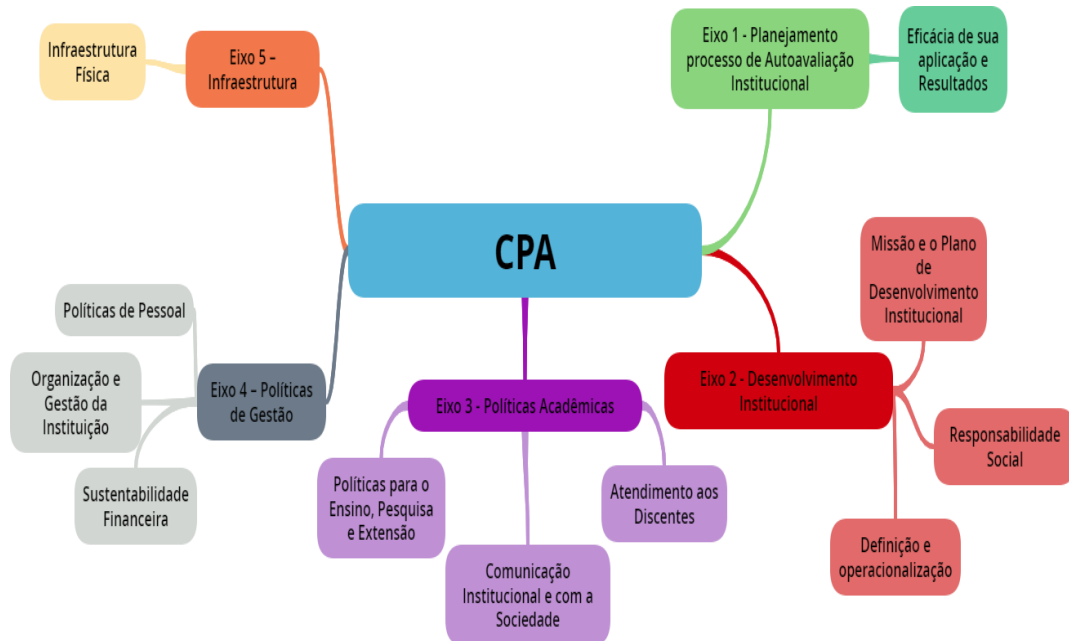 CPA
Eixo 1 - Planejamento
processo de Autoavaliação
Institucional
Eficácia de sua
aplicação e
Resultados
Eixo 2 - Desenvolvimento
Institucional
Missão e o Plano
de
Desenvolvimento
Institucional
Responsabilidade
Social
Definição e
operacionalização
Eixo 3 - Políticas Acadêmicas
Políticas para o
Ensino, Pesquisa
e Extensão
Comunicação
Institucional e com a
Sociedade
Atendimento aos
Discentes
Eixo 4 – Políticas
de Gestão
Políticas de Pessoal
Organização e
Gestão da
Instituição
Sustentabilidade
Financeira
Eixo 5 –
Infraestrutura
Infraestrutura
Física